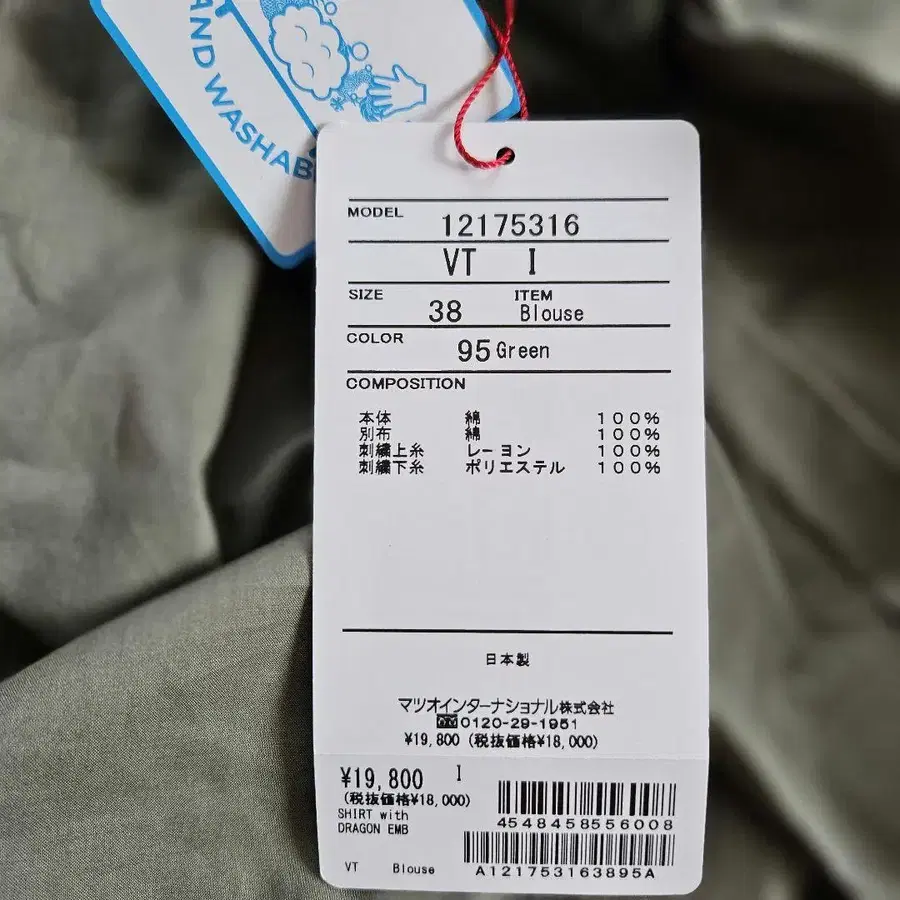 AND WASHAB
MODEL 12175316
VT I
SIZE 38 ITEM Blouse
COLOR 95 Green
COMPOSITION
本体 綿 100%
別布 綿 100%
刺繍上糸 レーヨン 100%
刺繍下糸 ポリエステル 100%
日本製
マツオインターナショナル株式会社
0120-29-1951
¥19,800 (税抜価格¥18,000)
¥19,800 I
(税抜価格¥18,000)
SHIRT with
DRAGON EMB
4548458556008
VT Blouse
A121753163895A